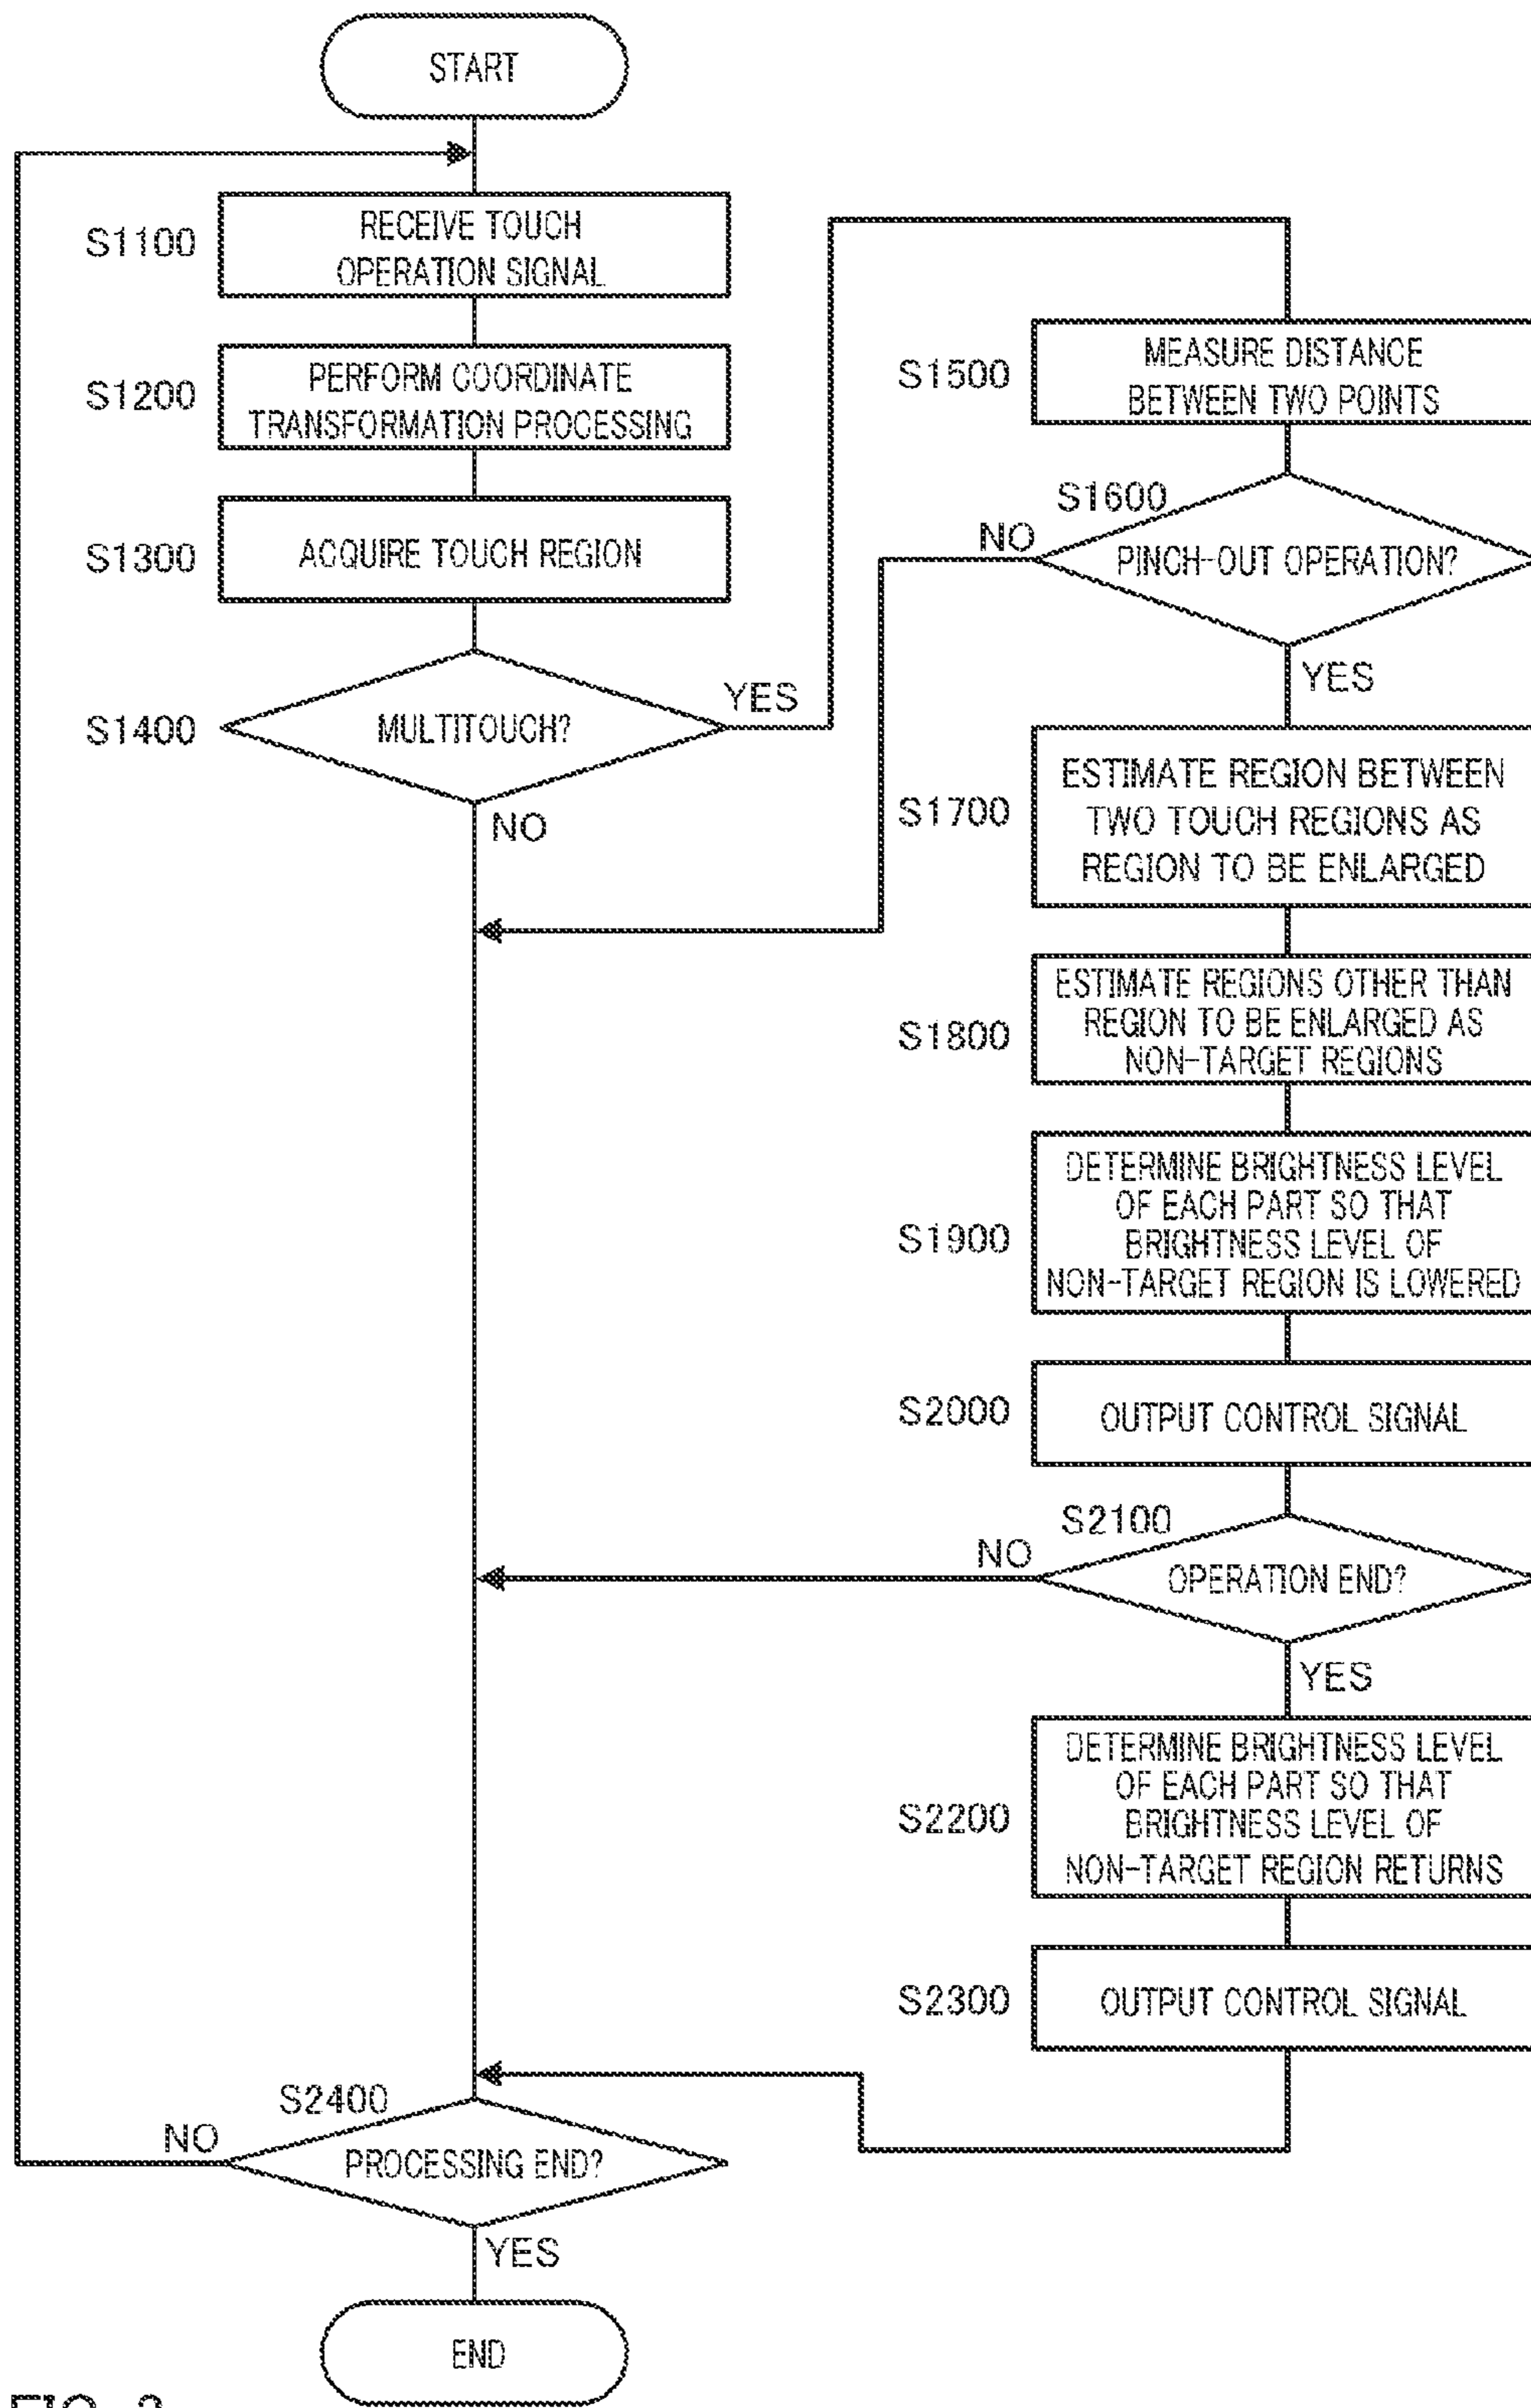 START
S1100
RECEIVE TOUCH
OPERATION SIGNAL
S1200
PERFORM COORDINATE
TRANSFORMATION PROCESSING
S1300
ACQUIRE TOUCH REGION
S1400
MULTITOUCH?
YES
NO
S1500
MEASURE DISTANCE
BETWEEN TWO POINTS
S1600
NO
PINCH-OUT OPERATION?
YES
S1700
ESTIMATE REGION BETWEEN
TWO TOUCH REGIONS AS
REGION TO BE ENLARGED
S1800
ESTIMATE REGIONS OTHER THAN
REGION TO BE ENLARGED AS
NON-TARGET REGIONS
S1900
DETERMINE BRIGHTNESS LEVEL
OF EACH PART SO THAT
BRIGHTNESS LEVEL OF
NON-TARGET REGION IS LOWERED
S2000
OUTPUT CONTROL SIGNAL
S2100
NO
OPERATION END?
YES
S2200
DETERMINE BRIGHTNESS LEVEL
OF EACH PART SO THAT
BRIGHTNESS LEVEL OF
NON-TARGET REGION RETURNS
S2300
OUTPUT CONTROL SIGNAL
S2400
NO
PROCESSING END?
YES
END
FIG.